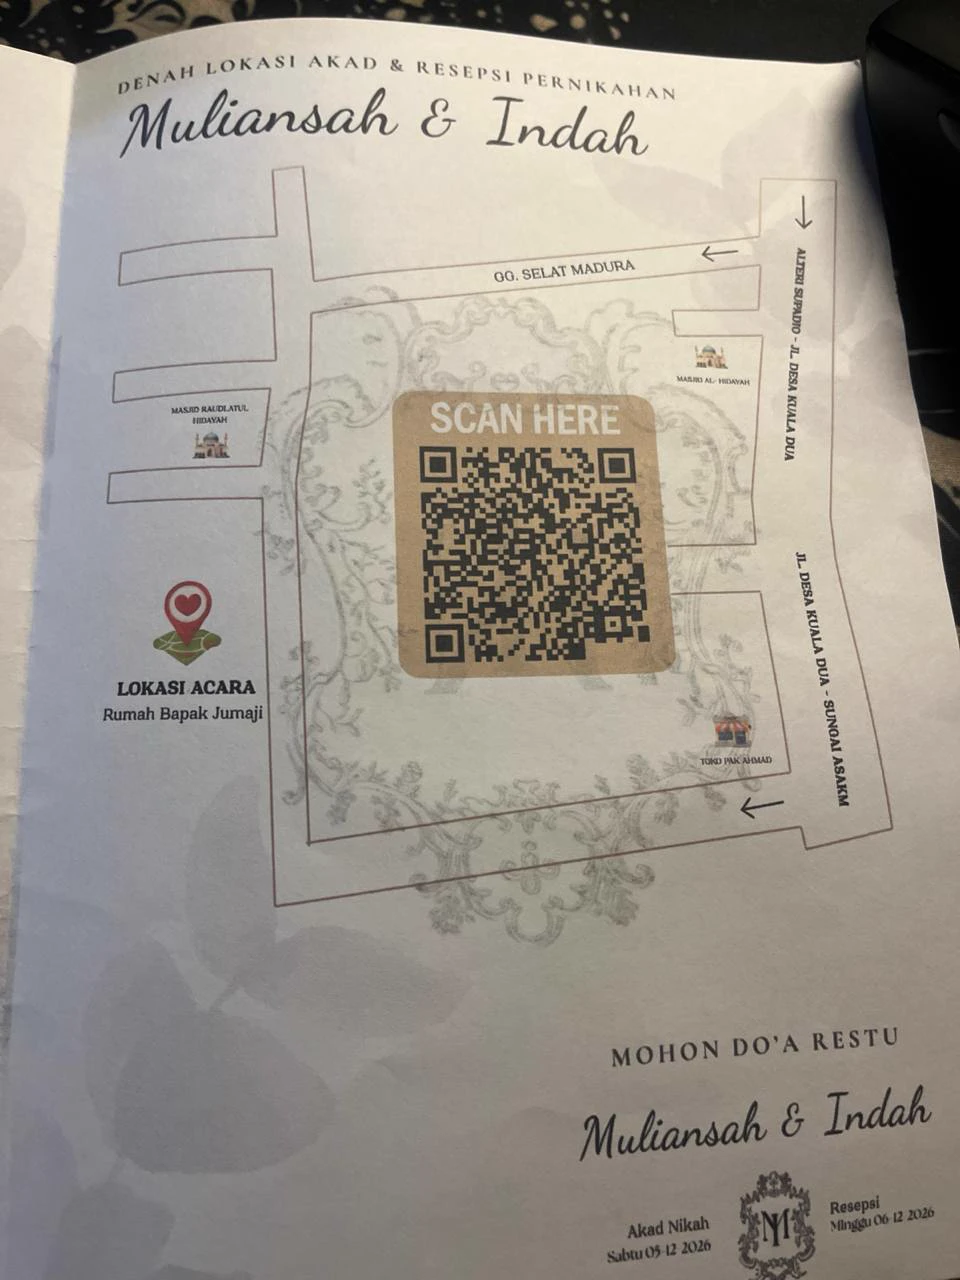 DENAH LOKASI AKAD & RESEPSI PERNIKAHAN
Muliansah & Indah
GG. SELAT MADURA
ALTERI SUPADIO - JL. DESA KUALA DUA
MASJID AL- HIDAYAH
MASJID RAUDLATUL
HIDAYAH
SCAN HERE
JL. DESA KUALA DUA - SUNGAI ASAKM
LOKASI ACARA
Rumah Bapak Jumaji
TOKO PAK AHMAD
MOHON DO'A RESTU
Muliansah & Indah
Akad Nikah
Sabtu 05-12-2026
M
Resepsi
Minggu 06-12-2026